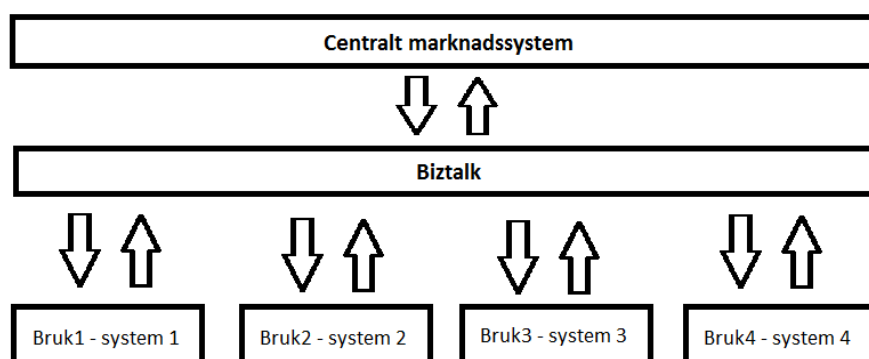 Centralt marknadssystem
Biztalk
Bruk1 - system 1
Bruk2 - system 2
Bruk3 - system 3
Bruk4 - system 4